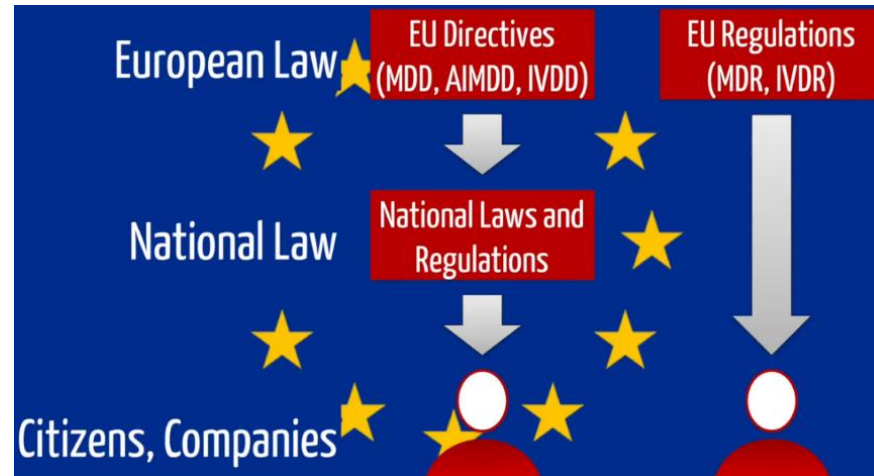 European Law
EU Directives
(MDD, AIMDD, IVDD)
EU Regulations
(MDR, IVDR)
National Law
National Laws and
Regulations
Citizens, Companies